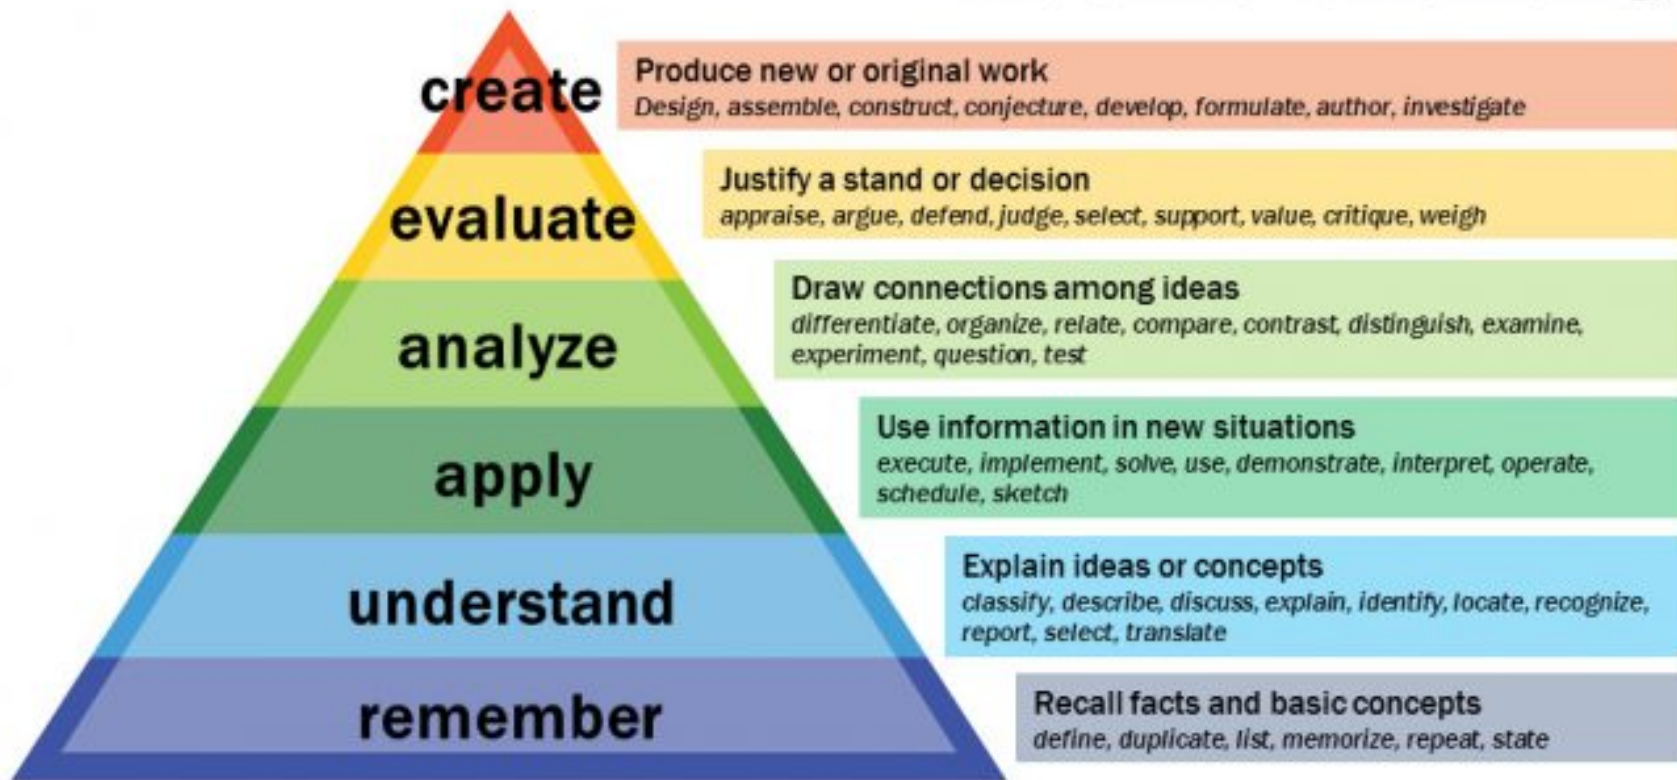 create
Produce new or original work
Design, assemble, construct, conjecture, develop, formulate, author, investigate
evaluate
Justify a stand or decision
appraise, argue, defend, judge, select, support, value, critique, weigh
analyze
Draw connections among ideas
differentiate, organize, relate, compare, contrast, distinguish, examine,
experiment, question, test
apply
Use information in new situations
execute, implement, solve, use, demonstrate, interpret, operate,
schedule, sketch
understand
Explain ideas or concepts
classify, describe, discuss, explain, identify, locate, recognize,
report, select, translate
remember
Recall facts and basic concepts
define, duplicate, list, memorize, repeat, state